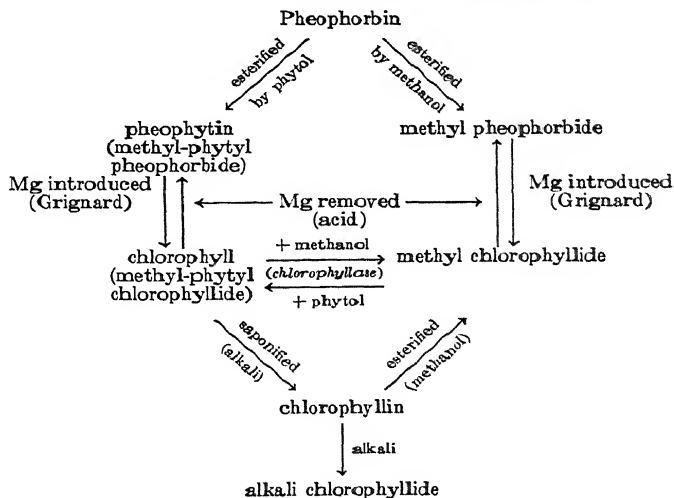 Pheophorbin
esterified
by phytol
esterified
by methanol
pheophytin
(methyl-phytyl
pheophorbide)
methyl pheophorbide
Mg introduced
(Grignard)
Mg removed
(acid)
Mg introduced
(Grignard)
chlorophyll
(methyl-phytyl
chlorophyllide)
+ methanol
(chlorophyllase)
+ phytol
methyl chlorophyllide
saponified
(alkali)
esterified
(methanol)
chlorophyllin
alkali
alkali chlorophyllide